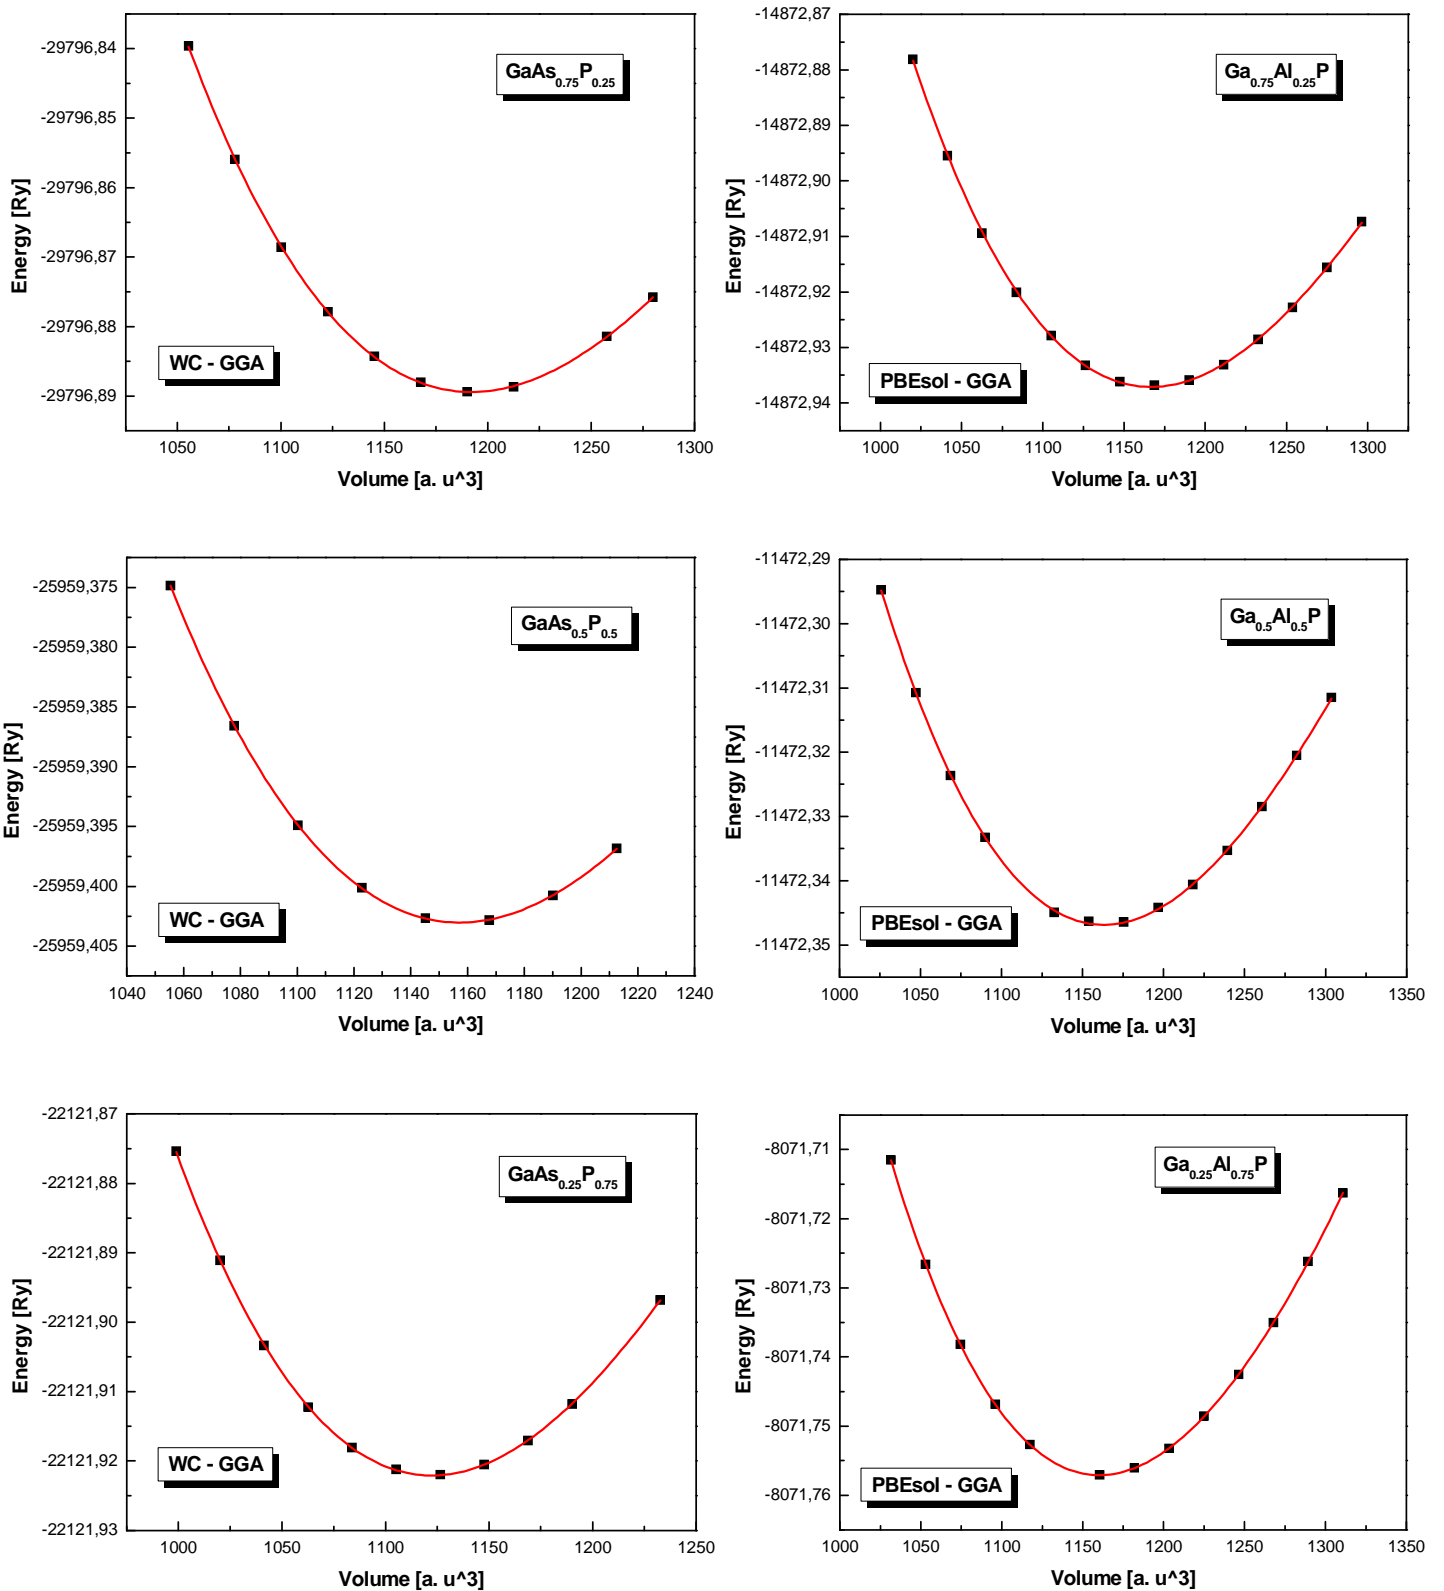 -29796,84
-29796,85
-29796,86
-29796,87
-29796,88
-29796,89
Energy [Ry]
GaAs0.75P0.25
WC - GGA
1050 1100 1150 1200 1250 1300
Volume [a. u^3]
-14872,87
-14872,88
-14872,89
-14872,90
-14872,91
-14872,92
-14872,93
-14872,94
Energy [Ry]
Ga0.75Al0.25P
PBEsol - GGA
1000 1050 1100 1150 1200 1250 1300
Volume [a. u^3]
-25959,375
-25959,380
-25959,385
-25959,390
-25959,395
-25959,400
-25959,405
Energy [Ry]
GaAs0.5P0.5
WC - GGA
1040 1060 1080 1100 1120 1140 1160 1180 1200 1220 1240
Volume [a. u^3]
-11472,29
-11472,30
-11472,31
-11472,32
-11472,33
-11472,34
-11472,35
Energy [Ry]
Ga0.5Al0.5P
PBEsol - GGA
1000 1050 1100 1150 1200 1250 1300 1350
Volume [a. u^3]
-22121,87
-22121,88
-22121,89
-22121,90
-22121,91
-22121,92
-22121,93
Energy [Ry]
GaAs0.25P0.75
WC - GGA
1000 1050 1100 1150 1200 1250
Volume [a. u^3]
-8071,71
-8071,72
-8071,73
-8071,74
-8071,75
-8071,76
Energy [Ry]
Ga0.25Al0.75P
PBEsol - GGA
1000 1050 1100 1150 1200 1250 1300 1350
Volume [a. u^3]